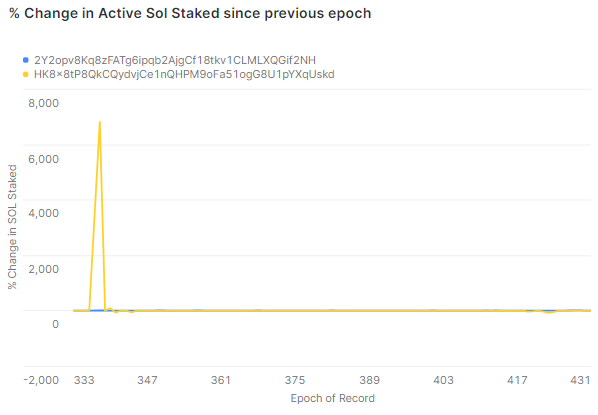 % Change in Active Sol Staked since previous epoch
2Y2opv8Kq8zFATg6ipqb2AjgCf18tkv1CLMLXQGif2NH
HK8x8tP8QkCQydvjCe1nQHPM9oFa51ogG8U1pYXqUskd
8,000
6,000
4,000
2,000
0
-2,000
% Change in SOL Staked
333 347 361 375 389 403 417 431
Epoch of Record